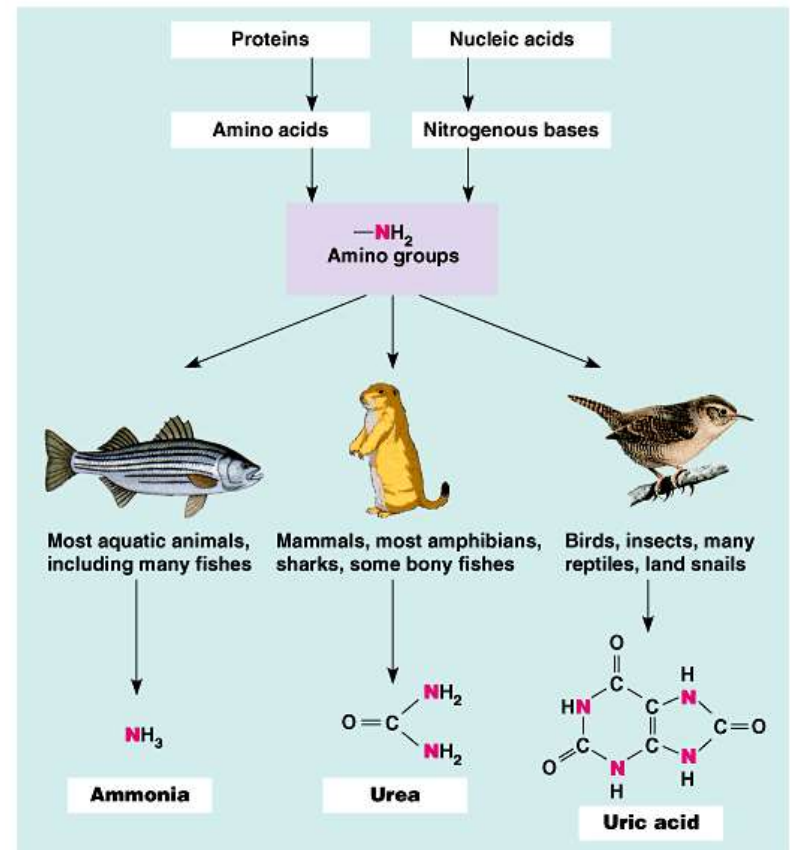 Proteins
Nucleic acids
Amino acids
Nitrogenous bases
—NH₂
Amino groups
Most aquatic animals,
including many fishes
Mammals, most amphibians,
sharks, some bony fishes
Birds, insects, many
reptiles, land snails
NH₃
Ammonia
O=C
NH₂
NH₂
Urea
O
C
HN
C
O
N
H
C
C
H
N
C=O
N
H
Uric acid